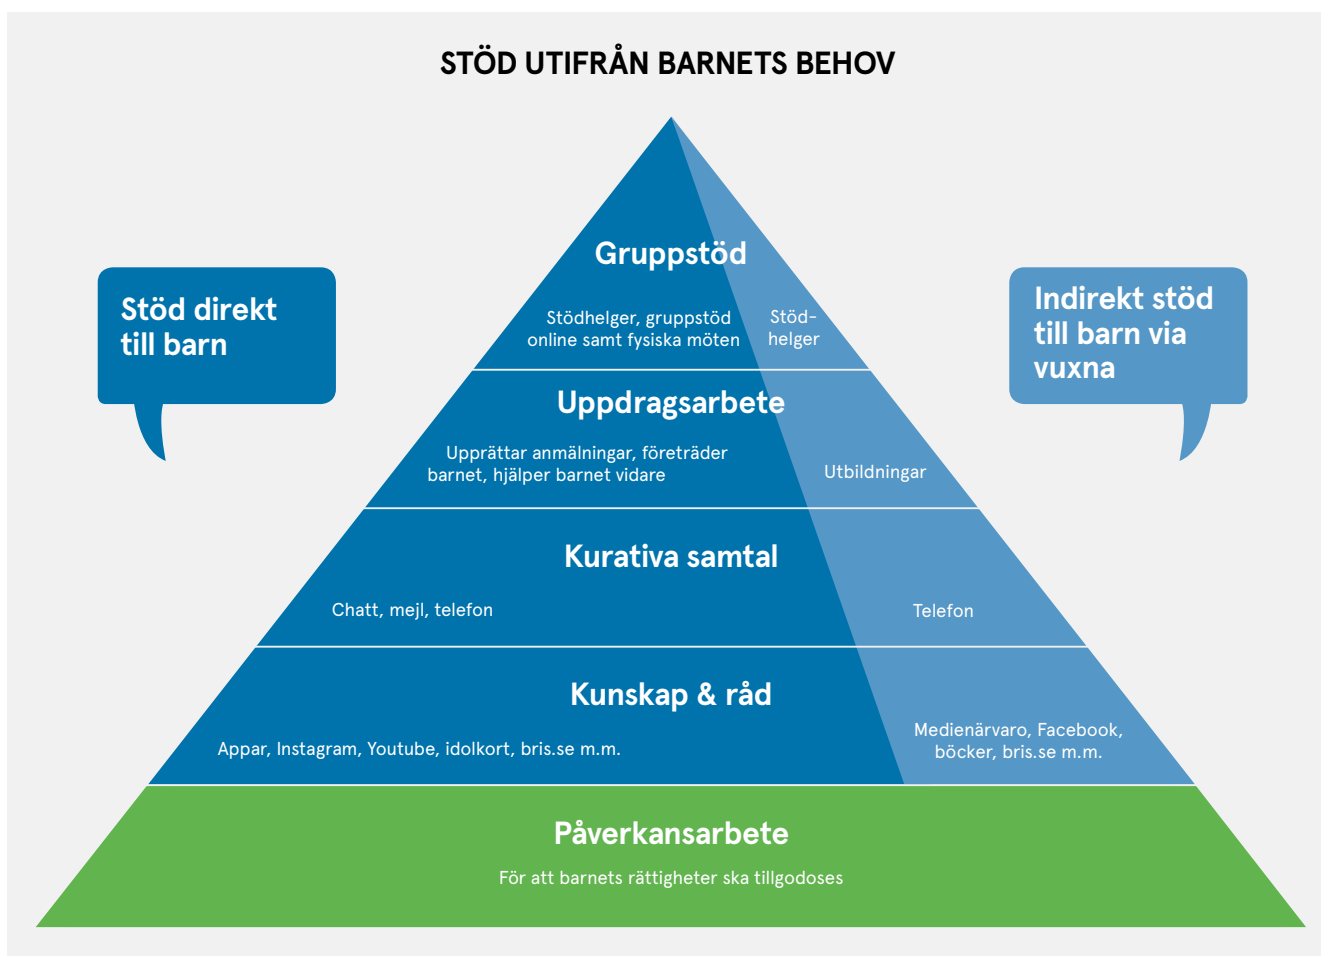 STÖD UTIFRÅN BARNETS BEHOV
Stöd direkt
till barn
Indirekt stöd
till barn via
vuxna
Gruppstöd
Stödhelger, gruppstöd
online samt fysiska möten
Stöd-
helger
Uppdragsarbete
Upprättar anmälningar, företräder
barnet, hjälper barnet vidare
Utbildningar
Kurativa samtal
Chatt, mejl, telefon
Telefon
Kunskap & råd
Appar, Instagram, Youtube, idolkort, bris.se m.m.
Medienärvaro, Facebook,
böcker, bris.se m.m.
Påverkansarbete
För att barnets rättigheter ska tillgodoses